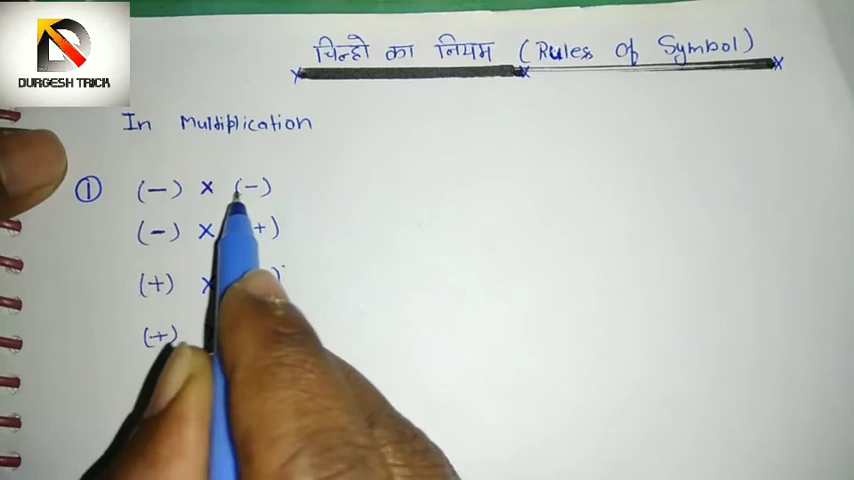 DURGESH TRICK
चिन्हो का नियम (Rules of Symbol)
In Multiplication
① (-) × (-)
(-) × +)
(+) × )
(+)